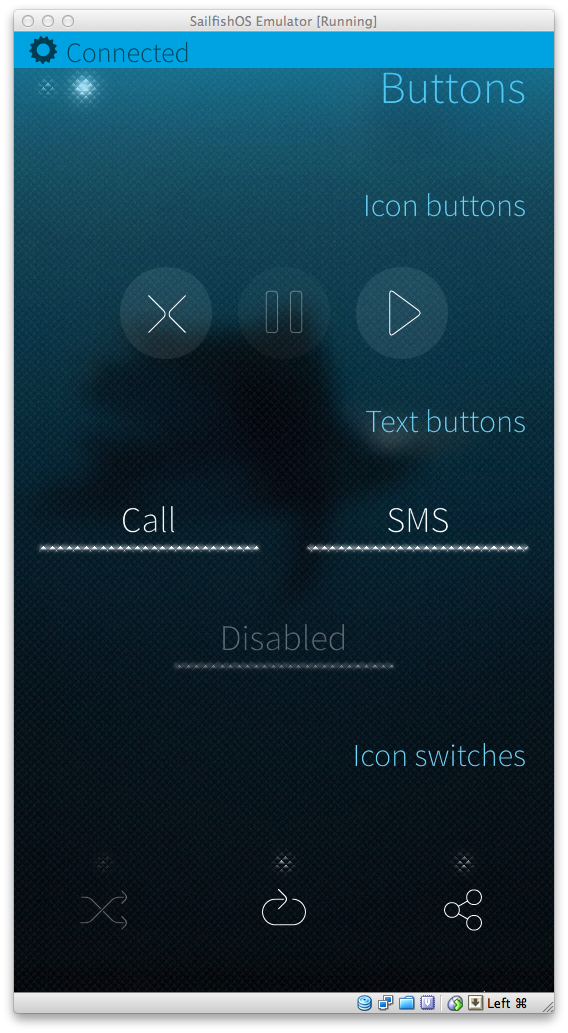 SailfishOS Emulator [Running]
Connected
Buttons
Icon buttons
Text buttons
Call
SMS
Disabled
Icon switches
Left ⌘